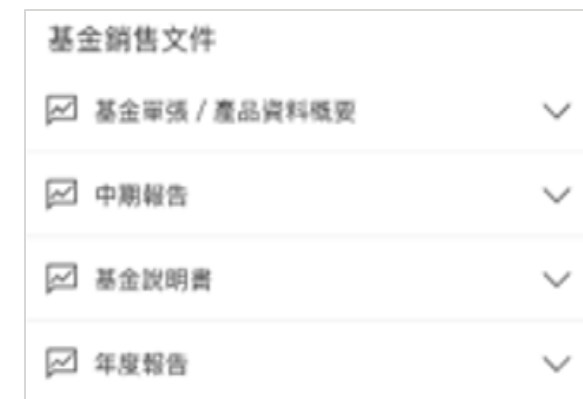 基金銷售文件
基金單張 / 產品資料概要
中期報告
基金說明書
年度報告